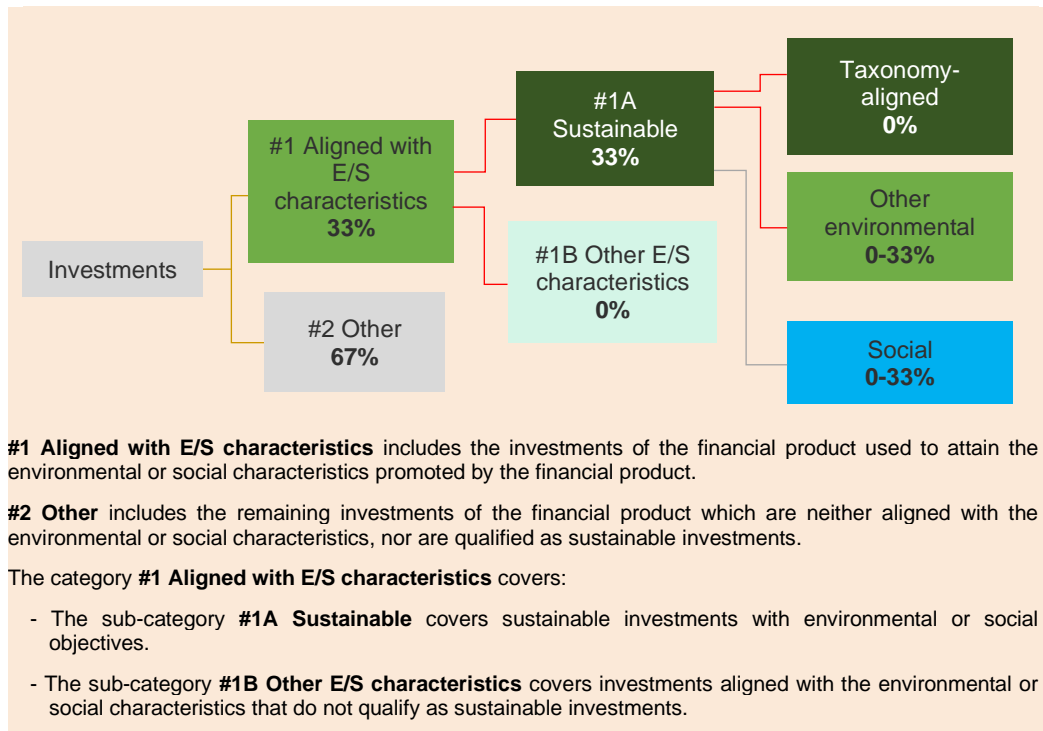 Investments
#1 Aligned with
E/S
characteristics
33%
#2 Other
67%
#1A
Sustainable
33%
#1B Other E/S
characteristics
0%
Taxonomy-
aligned
0%
Other
environmental
0-33%
Social
0-33%
#1 Aligned with E/S characteristics includes the investments of the financial product used to attain the
environmental or social characteristics promoted by the financial product.
#2 Other includes the remaining investments of the financial product which are neither aligned with the
environmental or social characteristics, nor are qualified as sustainable investments.
The category #1 Aligned with E/S characteristics covers:
- The sub-category #1A Sustainable covers sustainable investments with environmental or social
objectives.
- The sub-category #1B Other E/S characteristics covers investments aligned with the environmental or
social characteristics that do not qualify as sustainable investments.